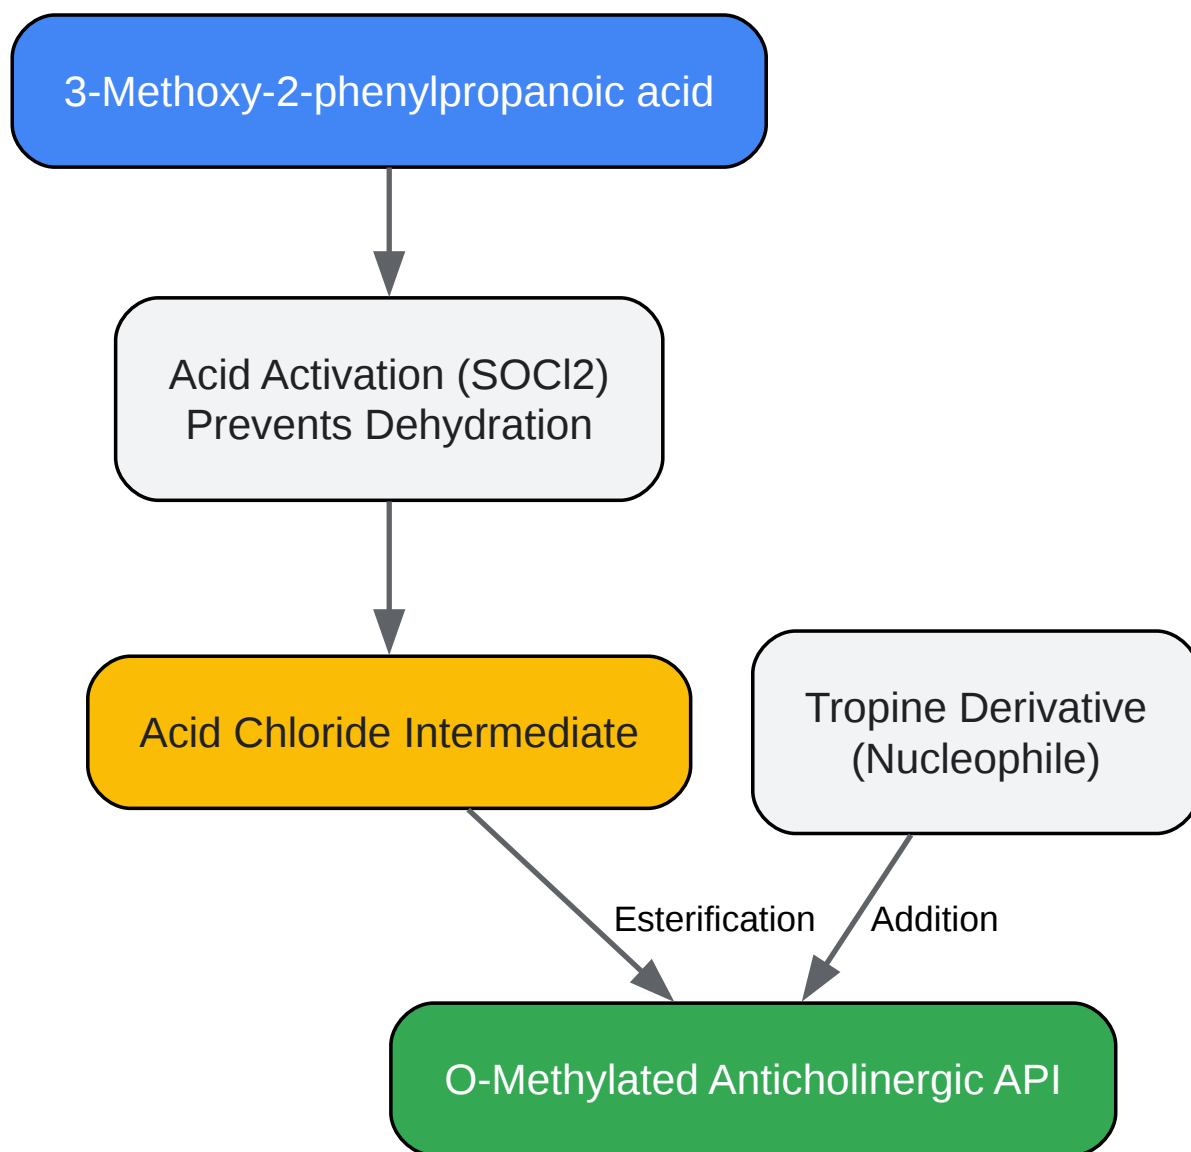 3-Methoxy-2-phenylpropanoic acid
Acid Activation (SOCl2)
Prevents Dehydration
Acid Chloride Intermediate
Tropine Derivative
(Nucleophile)
Esterification
Addition
O-Methylated Anticholinergic API